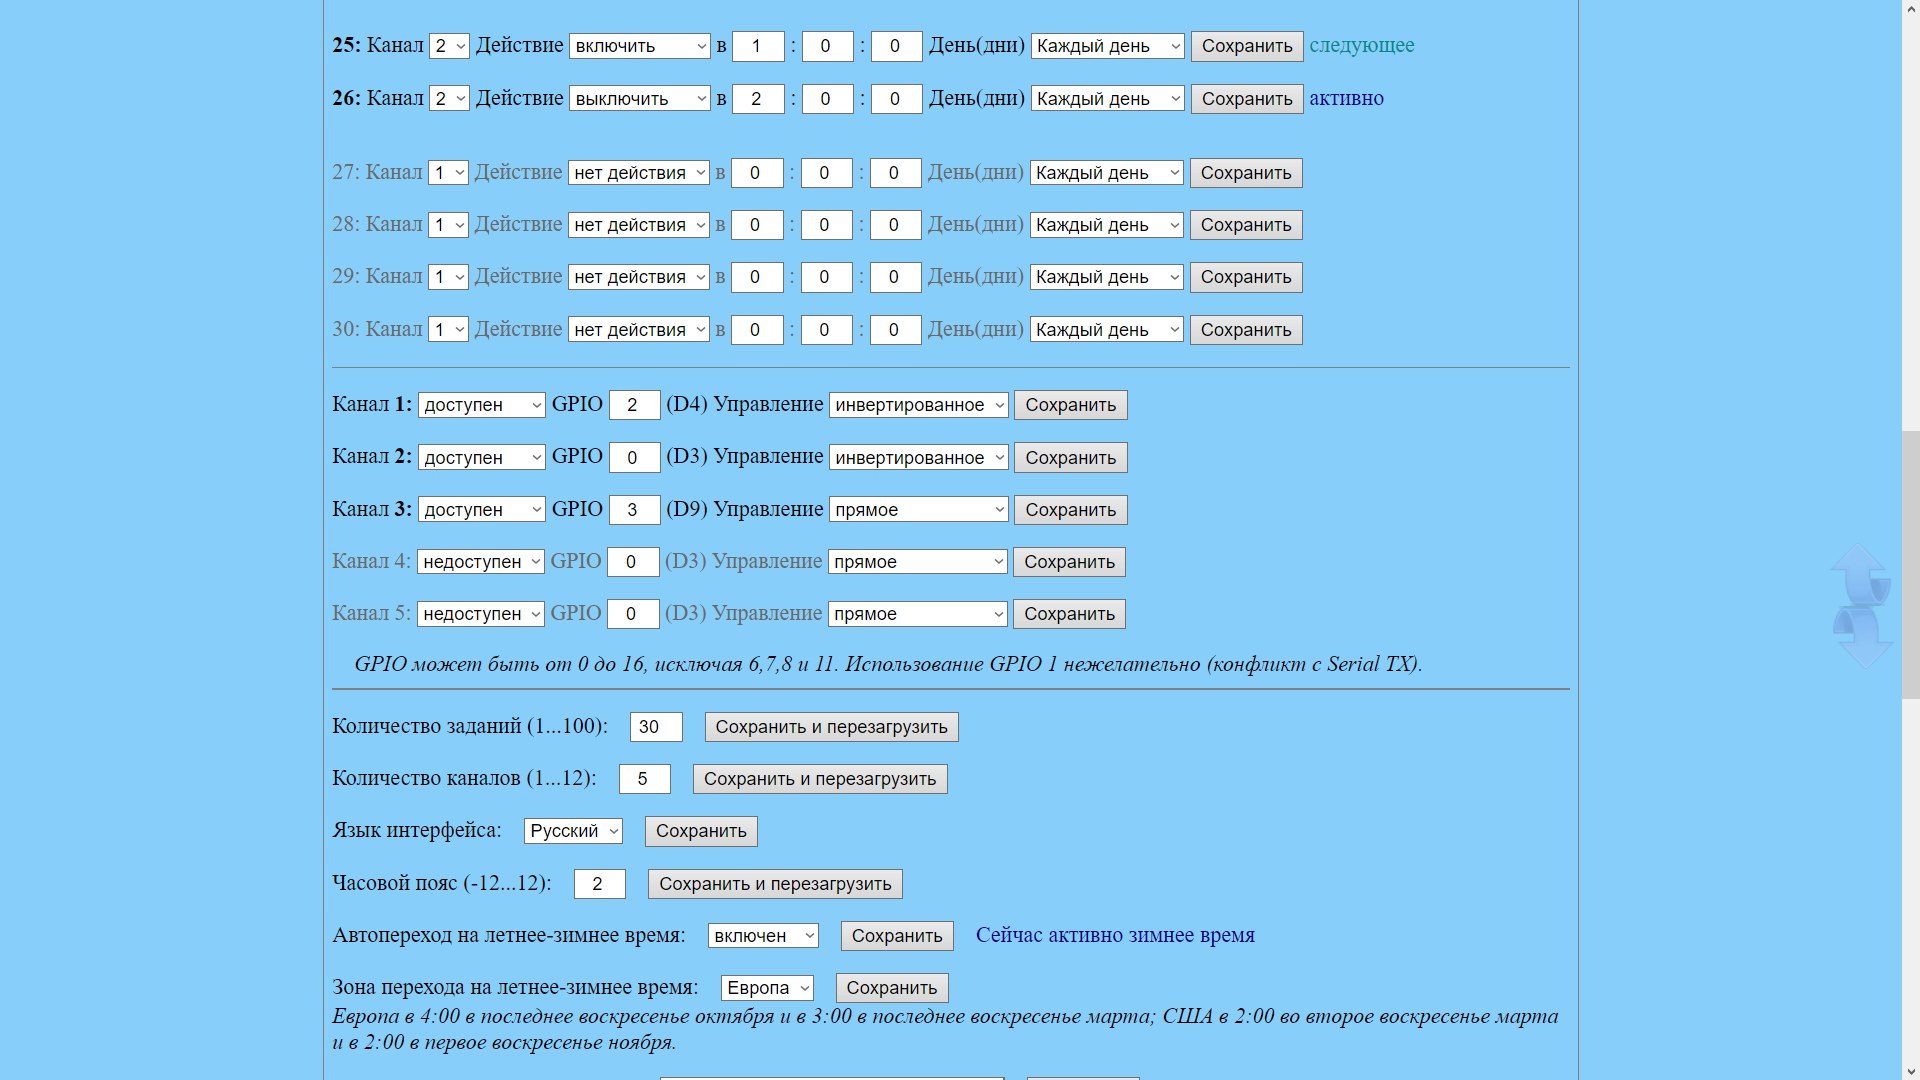 25: Канал 2 Действие включить в 1 : 0 : 0 День(дни) Каждый день Сохранить следующее
26: Канал 2 Действие выключить в 2 : 0 : 0 День(дни) Каждый день Сохранить активно
27: Канал 1 Действие нет действия в 0 : 0 : 0 День(дни) Каждый день Сохранить
28: Канал 1 Действие нет действия в 0 : 0 : 0 День(дни) Каждый день Сохранить
29: Канал 1 Действие нет действия в 0 : 0 : 0 День(дни) Каждый день Сохранить
30: Канал 1 Действие нет действия в 0 : 0 : 0 День(дни) Каждый день Сохранить
Канал 1: доступен GPIO 2 (D4) Управление инвертированное Сохранить
Канал 2: доступен GPIO 0 (D3) Управление инвертированное Сохранить
Канал 3: доступен GPIO 3 (D9) Управление прямое Сохранить
Канал 4: недоступен GPIO 0 (D3) Управление прямое Сохранить
Канал 5: недоступен GPIO 0 (D3) Управление прямое Сохранить
GPIO может быть от 0 до 16, исключая 6,7,8 и 11. Использование GPIO 1 нежелательно (конфликт с Serial TX).
Количество заданий (1...100): 30 Сохранить и перезагрузить
Количество каналов (1...12): 5 Сохранить и перезагрузить
Язык интерфейса: Русский Сохранить
Часовой пояс (-12...12): 2 Сохранить и перезагрузить
Автопереход на летнее-зимнее время: включен Сохранить Сейчас активно зимнее время
Зона перехода на летнее-зимнее время: Европа Сохранить
Европа в 4:00 в последнее воскресенье октября и в 3:00 в последнее воскресенье марта; США в 2:00 во второе воскресенье марта
и в 2:00 в первое воскресенье ноября.